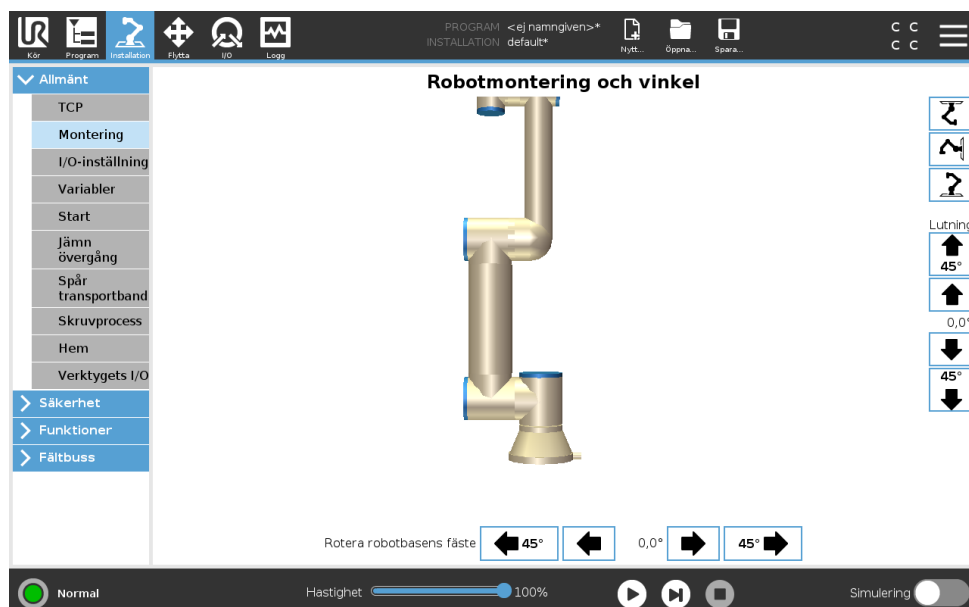 UR
PROGRAM <ej namngiven>*
INSTALLATION default*
C C
C C
Kör
Program
Installation
Flytta
I/O
Logg
Nytt...
Öppna...
Spara...
Allmänt
TCP
Montering
I/O-inställning
Variabler
Start
Jämn
övergång
Spår
transportband
Skruvprocess
Hem
Verktygets I/O
Säkerhet
Funktioner
Fältbuss
Robotmontering och vinkel
Lutning
45°
0,0°
45°
Rotera robotbasens fäste
45°
0,0°
45°
Normal
Hastighet
100%
Simulering